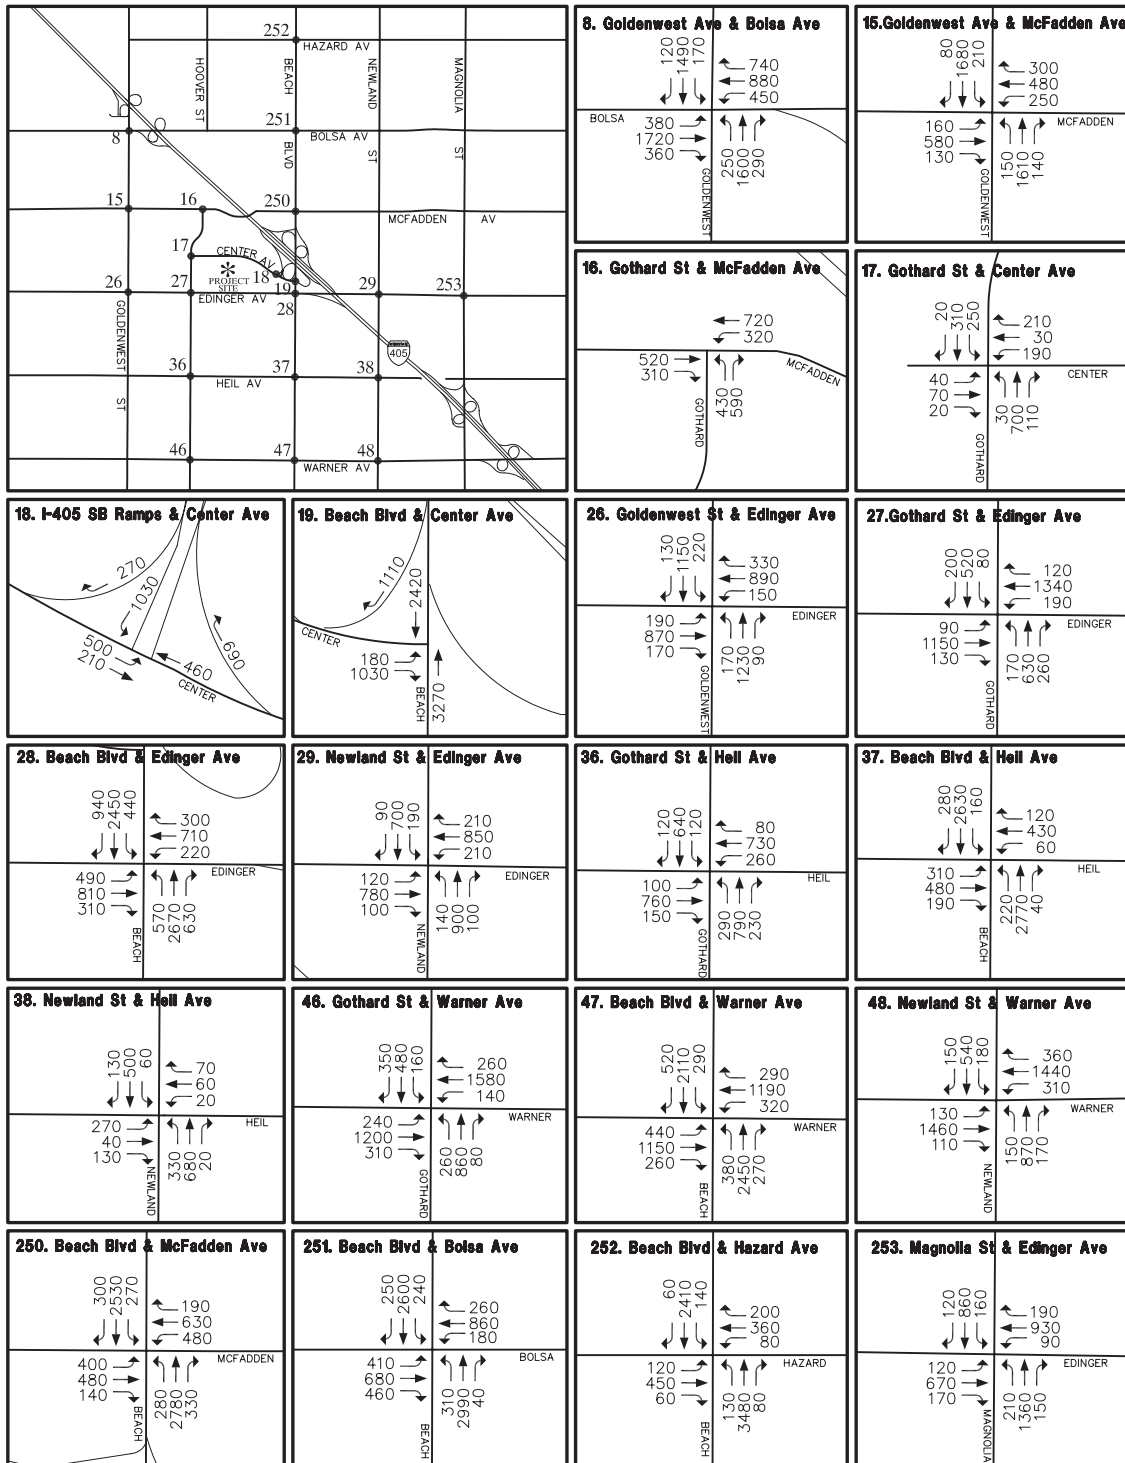 252
HAZARD AV
HOOVER ST
BEACH
NEWLAND
MAGNOLIA
8
251
BOLSA AV
BLVD
ST
ST
15
16
250
MCFADDEN AV
17
CENTER AV
18
PROJECT
SITE
26
27
19
29
253
EDINGER AV
28
GOLDENWEST
405
36
37
38
HEIL AV
ST
46
47
48
WARNER AV
8. Goldenwest Ave & Bolsa Ave
120 1490 170
740
880
450
BOLSA
380
1720
360
250 1600 290
GOLDENWEST
15.Goldenwest Ave & McFadden Ave
80 1680 210
300
480
250
MCFADDEN
160
580
130
150 1610 140
GOLDENWEST
16. Gothard St & McFadden Ave
720
320
520
310
MCFADDEN
430 590
GOTHARD
17. Gothard St & Center Ave
20 310 250
210
30
190
CENTER
40
70
20
30 700 110
GOTHARD
18. I-405 SB Ramps & Center Ave
270
1030
500
210
460
690
CENTER
19. Beach Blvd & Center Ave
1110
2420
CENTER
180
1030
BEACH
3270
26. Goldenwest St & Edinger Ave
130 1150 220
330
890
150
EDINGER
190
870
170
170 1230 90
GOLDENWEST
27.Gothard St & Edinger Ave
200 520 80
120
1340
190
EDINGER
90
1150
130
170 630 260
GOTHARD
28. Beach Blvd & Edinger Ave
940 2450 440
300
710
220
EDINGER
490
810
310
570 2670 630
BEACH
29. Newland St & Edinger Ave
90 700 190
210
850
210
EDINGER
120
780
100
140 900 100
NEWLAND
36. Gothard St & Heil Ave
120 640 120
80
730
260
HEIL
100
760
150
290 790 230
GOTHARD
37. Beach Blvd & Heil Ave
280 2630 160
120
430
60
HEIL
310
480
190
220 2770 40
BEACH
38. Newland St & Heil Ave
130 500 60
70
60
20
HEIL
270
40
130
330 680 20
NEWLAND
46. Gothard St & Warner Ave
350 480 160
260
1580
140
WARNER
240
1200
310
260 860 80
GOTHARD
47. Beach Blvd & Warner Ave
520 2110 290
290
1190
320
WARNER
440
1150
260
380 2450 270
BEACH
48. Newland St & Warner Ave
150 540 180
360
1440
310
WARNER
130
1460
110
150 870 170
NEWLAND
250. Beach Blvd & McFadden Ave
300 2530 270
190
630
480
MCFADDEN
400
480
140
280 2780 330
BEACH
251. Beach Blvd & Bolsa Ave
250 2600 240
260
860
180
BOLSA
410
680
460
310 2990 40
BEACH
252. Beach Blvd & Hazard Ave
60 2410 140
200
360
80
HAZARD
120
450
60
130 3480 80
BEACH
253. Magnolia St & Edinger Ave
120 860 160
190
930
90
EDINGER
120
670
170
210 1360 150
MAGNOLIA